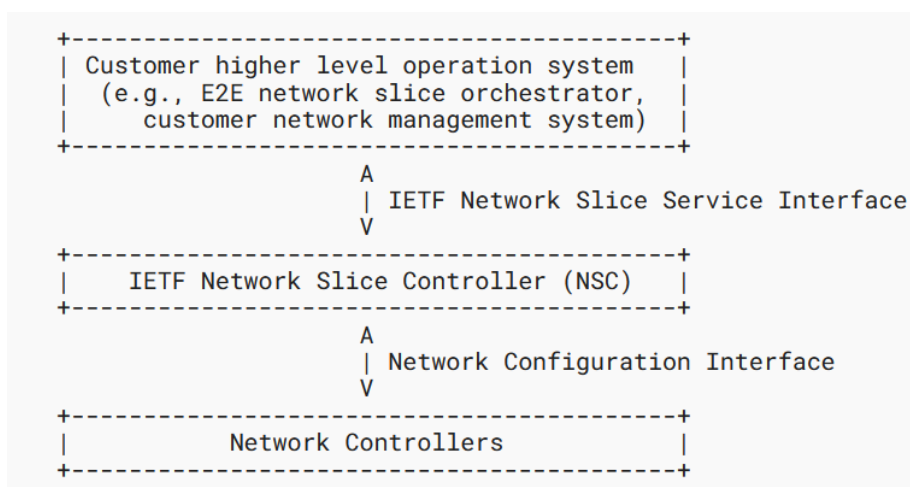 +------------------------------------------+
| Customer higher level operation system   |
|  (e.g., E2E network slice orchestrator,  |
|     customer network management system)  |
+------------------------------------------+
                     A
                     | IETF Network Slice Service Interface
                     V
+------------------------------------------+
|    IETF Network Slice Controller (NSC)   |
+------------------------------------------+
                     A
                     | Network Configuration Interface
                     V
+------------------------------------------+
|           Network Controllers            |
+------------------------------------------+